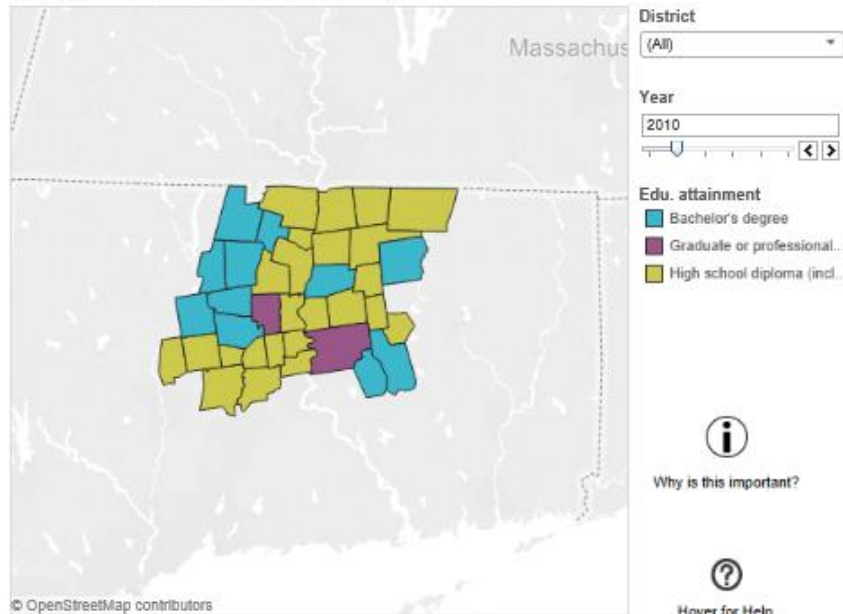 Massachus
© OpenStreetMap contributors
District
(All)
Year
2010
Edu. attainment
Bachelor's degree
Graduate or professional..
High school diploma (incl..
Why is this important?
Hover for Help